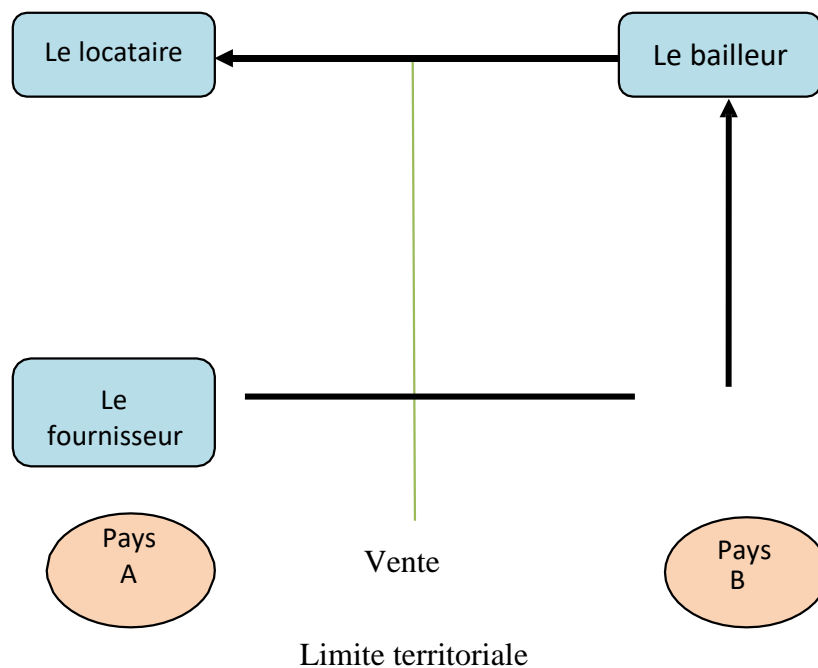 Le locataire
Le bailleur
Le
fournisseur
Pays
A
Vente
Pays
B
Limite territoriale